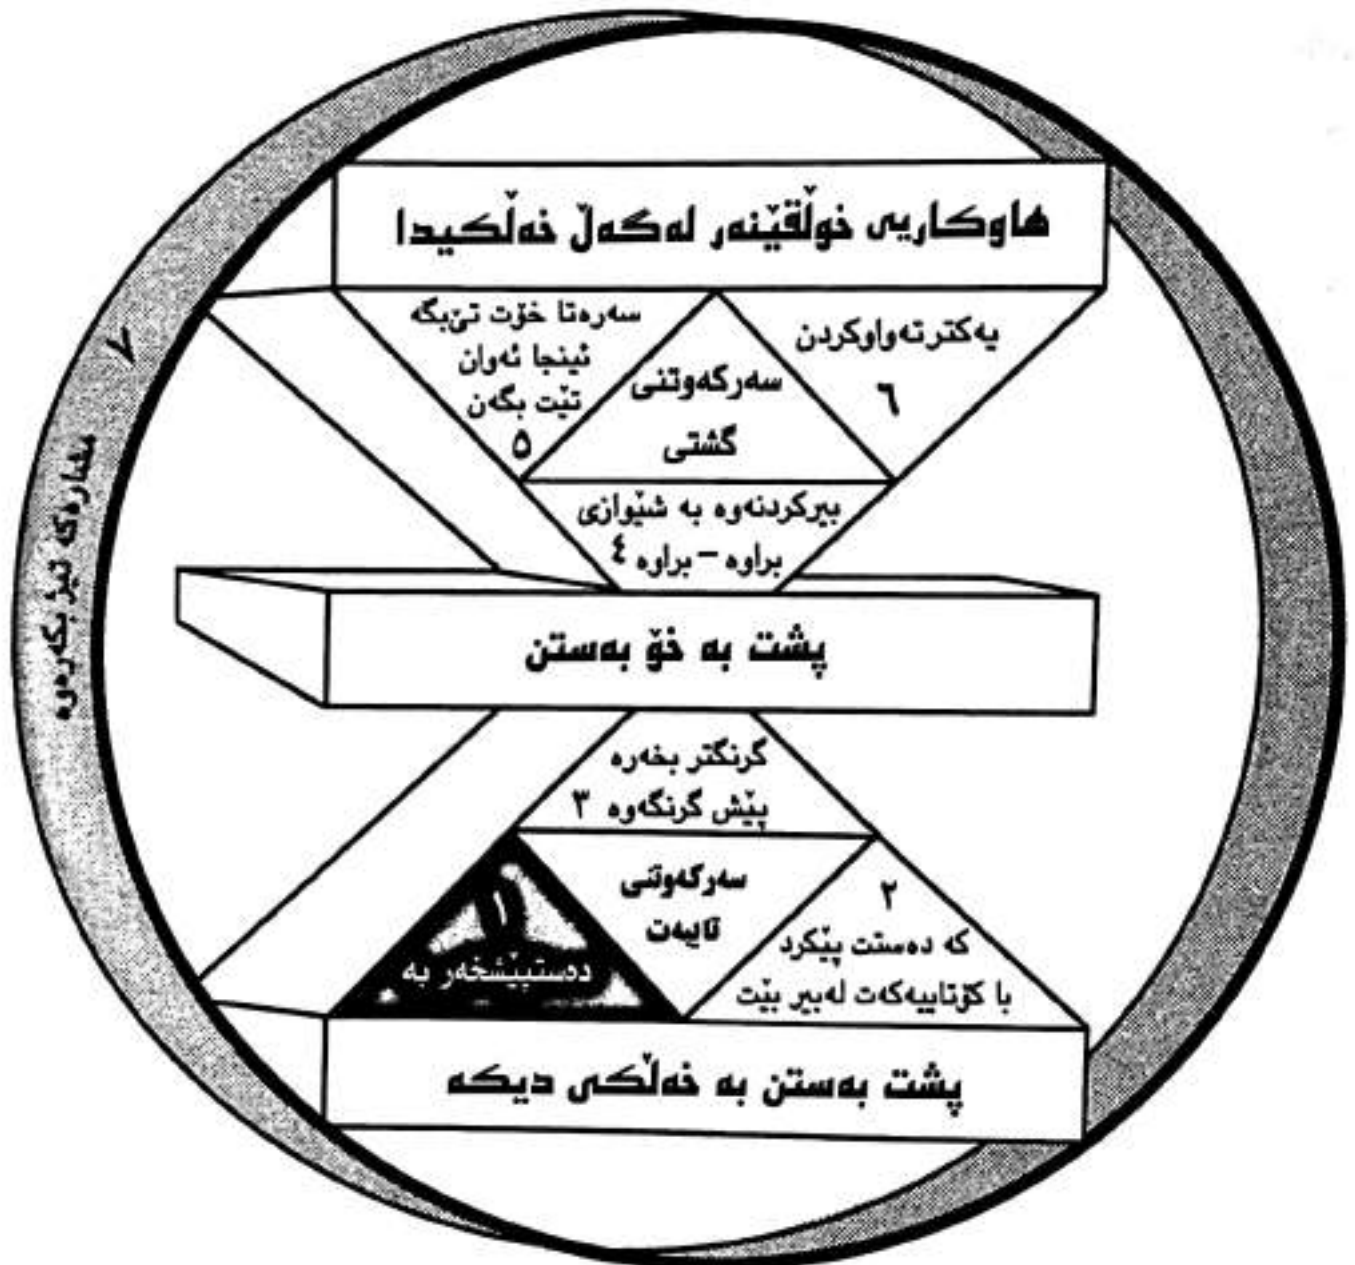 هاوکاریی خوڵقێنەر لەگەڵ خەڵکیدا
یەکترتەواوکردن
٦
سەرەتا خۆت تێبگە
ئینجا ئەوان
تێت بگەن
٥
سەرکەوتنی
گشتی
بیرکردنەوە بە شێوازی
براوە – براوە ٤
٧
مشارەکە تیژ بکەرەوە
پشت بە خۆ بەستن
گرنگتر بخەرە
پێش گرنگەوە ٣
سەرکەوتنی
تایبەت
٢
کە دەستت پێکرد
با کۆتاییەکەت لەبیر بێت
١
دەستپێشخەر بە
پشت بەستن بە خەڵکی دیکە